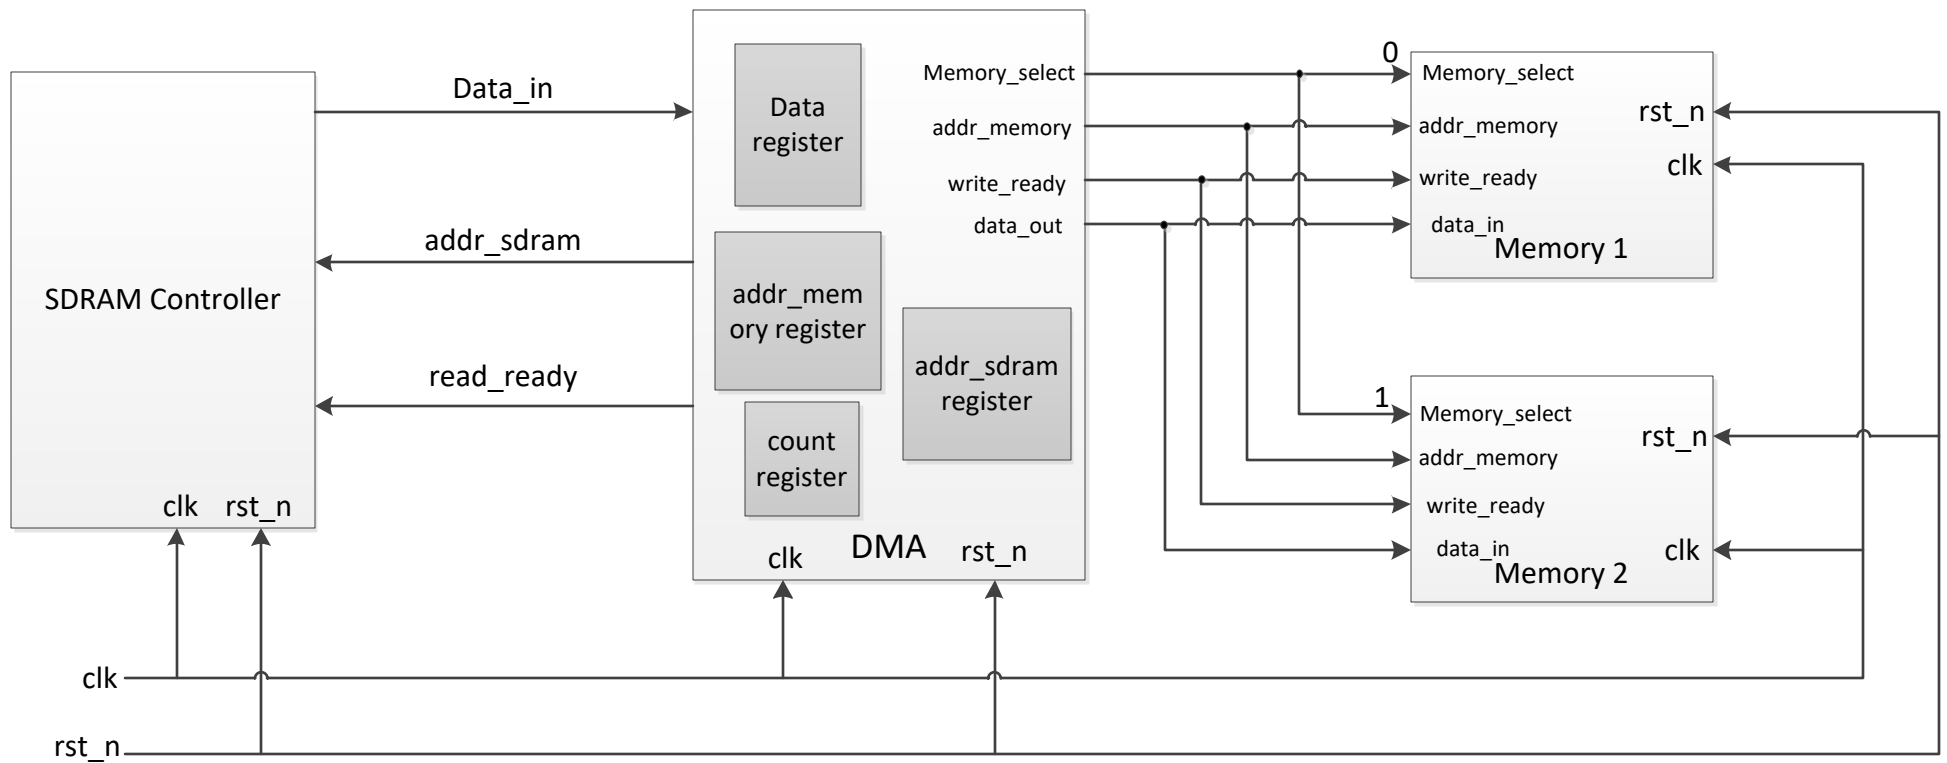 SDRAM Controller
clk rst_n
Data_in
addr_sdram
read_ready
Data
register
addr_mem
ory register
count
register
addr_sdram
register
Memory_select
addr_memory
write_ready
data_out
clk
DMA
rst_n
0
Memory_select
addr_memory
write_ready
data_in
Memory 1
rst_n
clk
1
Memory_select
addr_memory
write_ready
data_in
Memory 2
rst_n
clk
clk
rst_n